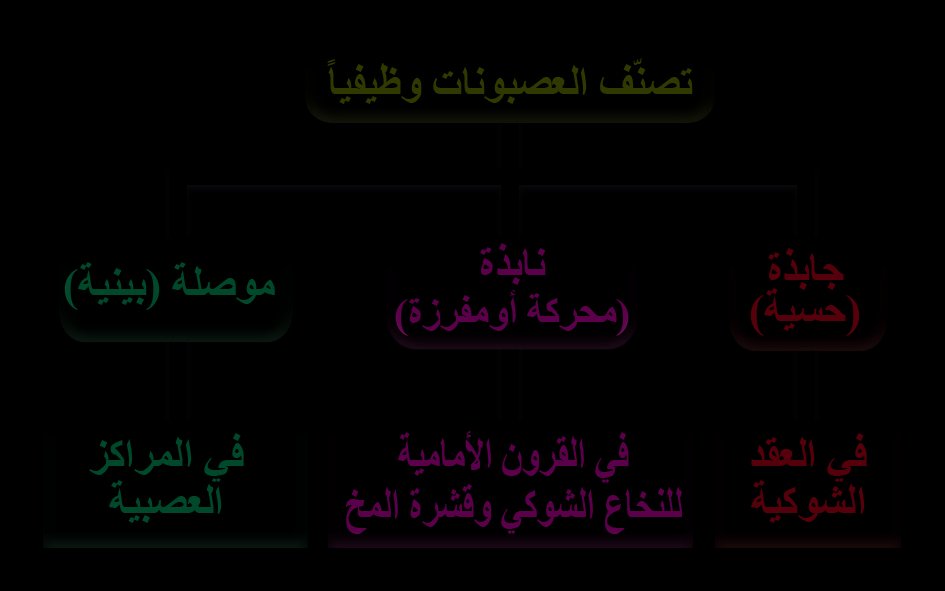 تصنّف العصبونات وظيفياً
جابذة
(حسية)
نابذة
(محركة أومفرزة)
موصلة (بينية)
في العقد
الشوكية
في القرون الأمامية
للنخاع الشوكي وقشرة المخ
في المراكز
العصبية